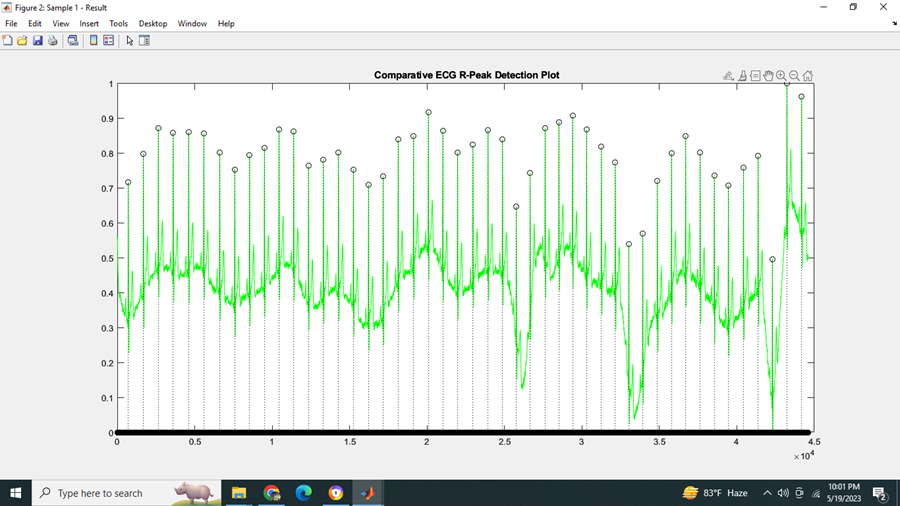 Figure 2: Sample 1 - Result
File Edit View Insert Tools Desktop Window Help
Comparative ECG R-Peak Detection Plot
1
0.9
0.8
0.7
0.6
0.5
0.4
0.3
0.2
0.1
0
0 0.5 1 1.5 2 2.5 3 3.5 4 4.5
×10⁴
Type here to search
83°F Haze
10:01 PM
5/19/2023
2